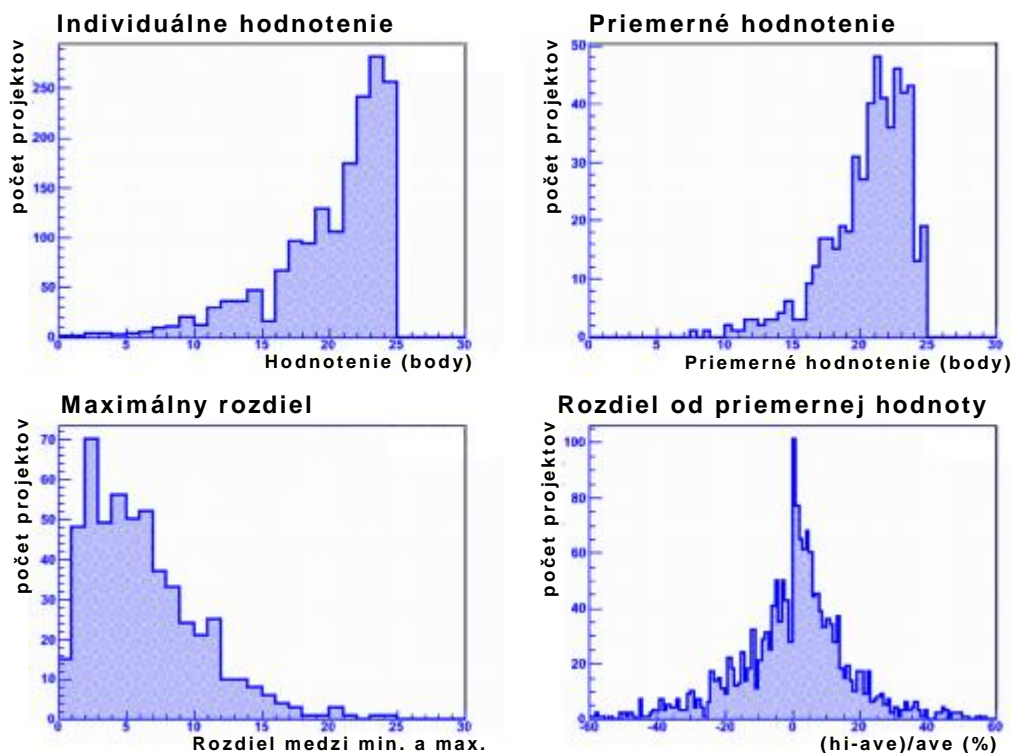 Individuálne hodnotenie
počet projektov
250
200
150
100
50
0
0 5 10 15 20 25 30
Hodnotenie (body)
Priemerné hodnotenie
počet projektov
50
40
30
20
10
0
0 5 10 15 20 25 30
Priemerné hodnotenie (body)
Maximálny rozdiel
počet projektov
70
60
50
40
30
20
10
0
0 5 10 15 20 25 30
Rozdiel medzi min. a max.
Rozdiel od priemernej hodnoty
počet projektov
100
80
60
40
20
0
-60 -40 -20 0 20 40 60
(hi-ave)/ave (%)